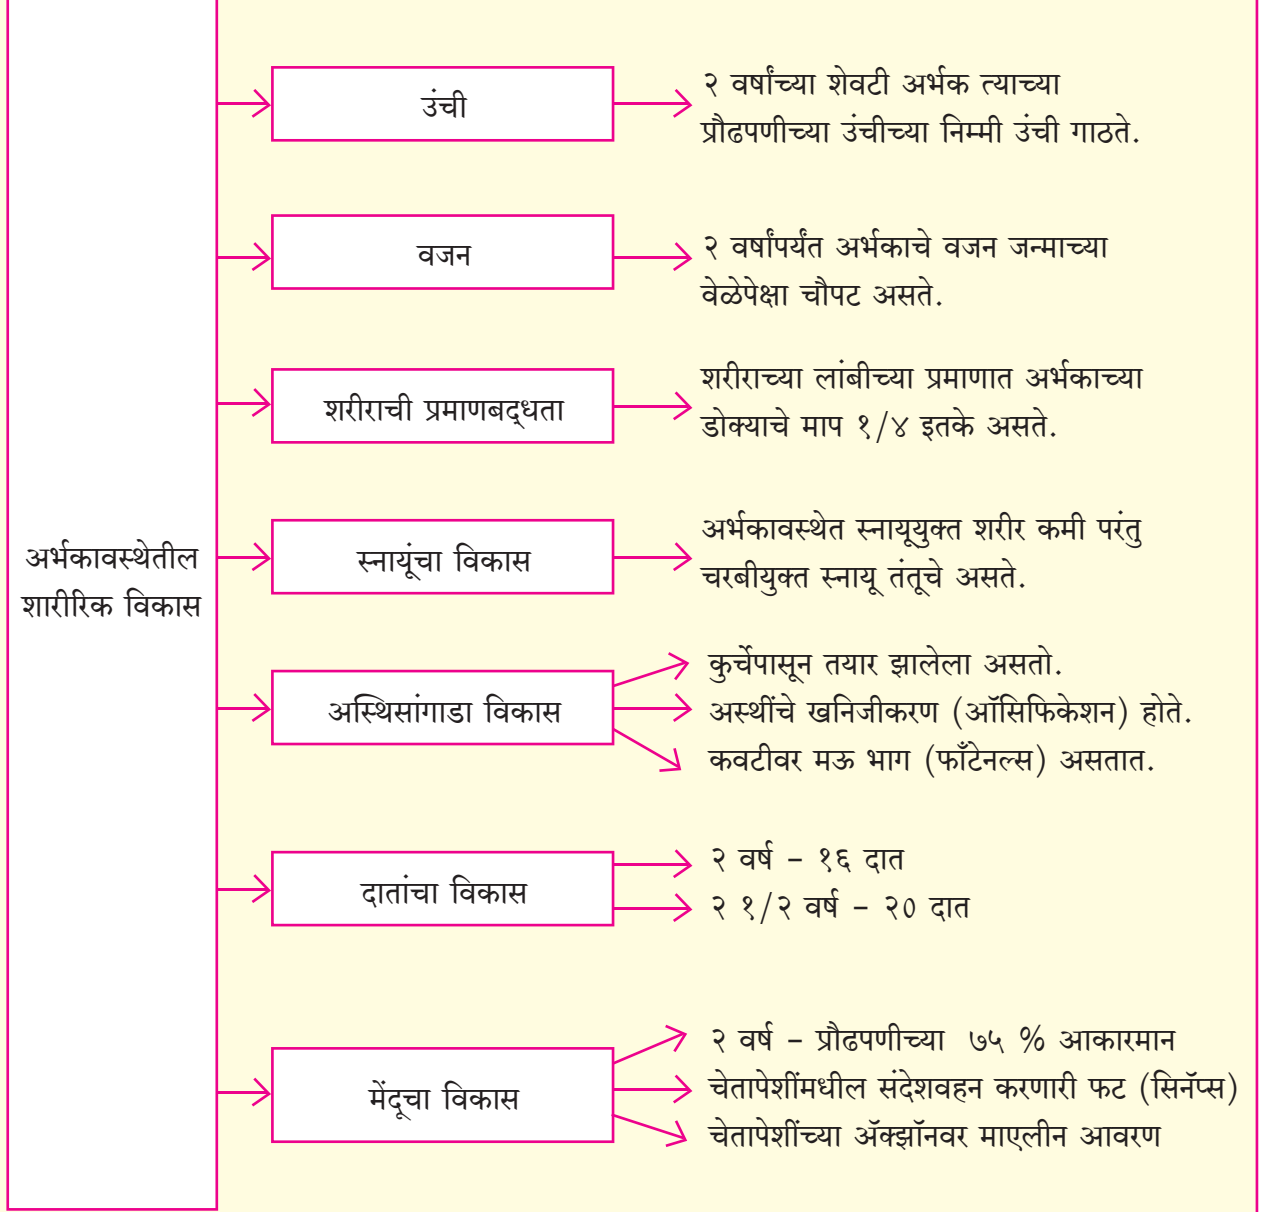 अर्भकावस्थेतील
शारीरिक विकास
उंची
२ वर्षांच्या शेवटी अर्भक त्याच्या
प्रौढपणीच्या उंचीच्या निम्मी उंची गाठते.
वजन
२ वर्षांपर्यंत अर्भकाचे वजन जन्माच्या
वेळेपेक्षा चौपट असते.
शरीराची प्रमाणबद्धता
शरीराच्या लांबीच्या प्रमाणात अर्भकाच्या
डोक्याचे माप १/४ इतके असते.
स्नायूंचा विकास
अर्भकावस्थेत स्नायूयुक्त शरीर कमी परंतु
चरबीयुक्त स्नायू तंतूचे असते.
अस्थिसांगाडा विकास
कुर्चेपासून तयार झालेला असतो.
अस्थींचे खनिजीकरण (ऑसिफिकेशन) होते.
कवटीवर मऊ भाग (फाँटेनल्स) असतात.
दातांचा विकास
२ वर्ष – १६ दात
२ १/२ वर्ष – २० दात
मेंदूचा विकास
२ वर्ष – प्रौढपणीच्या ७५ % आकारमान
चेतापेशींमधील संदेशवहन करणारी फट (सिनॅप्स)
चेतापेशींच्या ॲक्झॉनवर माएलीन आवरण